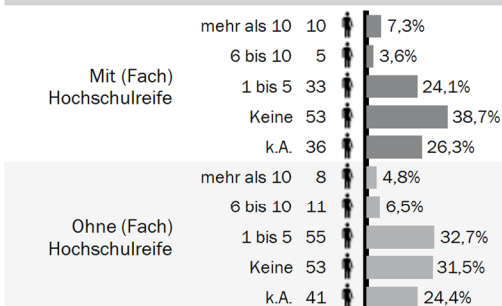 mehr als 10 10 7,3%
6 bis 10 5 3,6%
Mit (Fach)
Hochschulreife
1 bis 5 33 24,1%
Keine 53 38,7%
k.A. 36 26,3%
mehr als 10 8 4,8%
6 bis 10 11 6,5%
Ohne (Fach)
Hochschulreife
1 bis 5 55 32,7%
Keine 53 31,5%
k.A. 41 24,4%